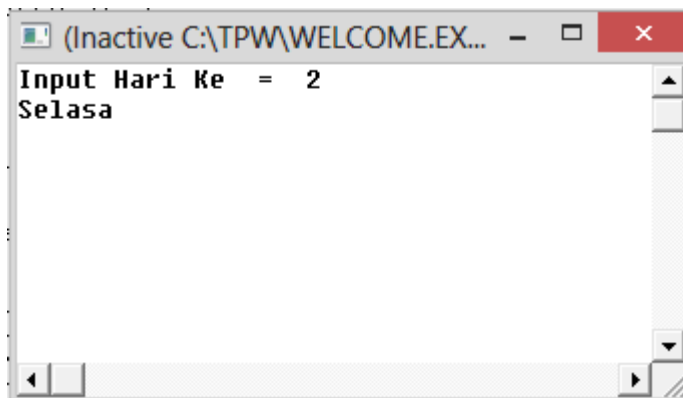 (Inactive C:\TPW\WELCOME.EX...
Input Hari Ke = 2
Selasa